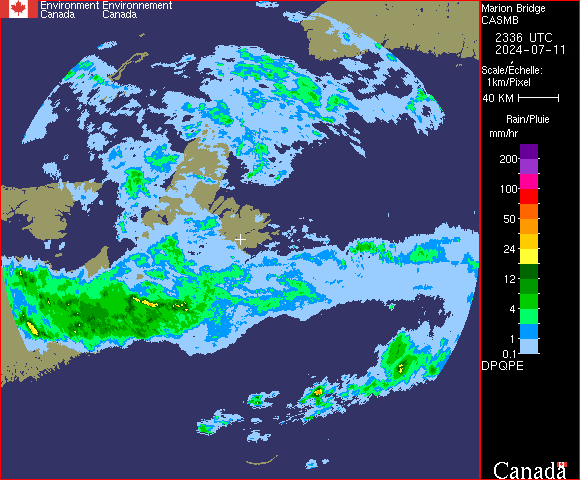 Environment Environnement
Canada Canada
Marion Bridge
CASMB
2336 UTC
2024-07-11
Scale/Echelle:
1km/Pixel
40 KM
Rain/Pluie
mm/hr
200
100
50
24
12
4
1
0.1
DPQPE
Canada